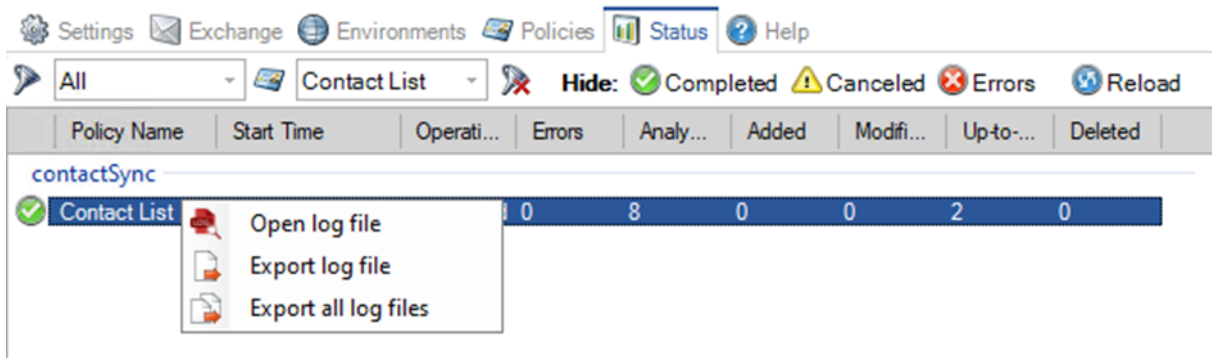 Settings Exchange Environments Policies Status Help
All Contact List Hide: Completed Canceled Errors Reload
Policy Name Start Time Operati... Errors Analy... Added Modifi... Up-to-... Deleted
contactSync
Contact List 0 8 0 0 2 0
Open log file
Export log file
Export all log files